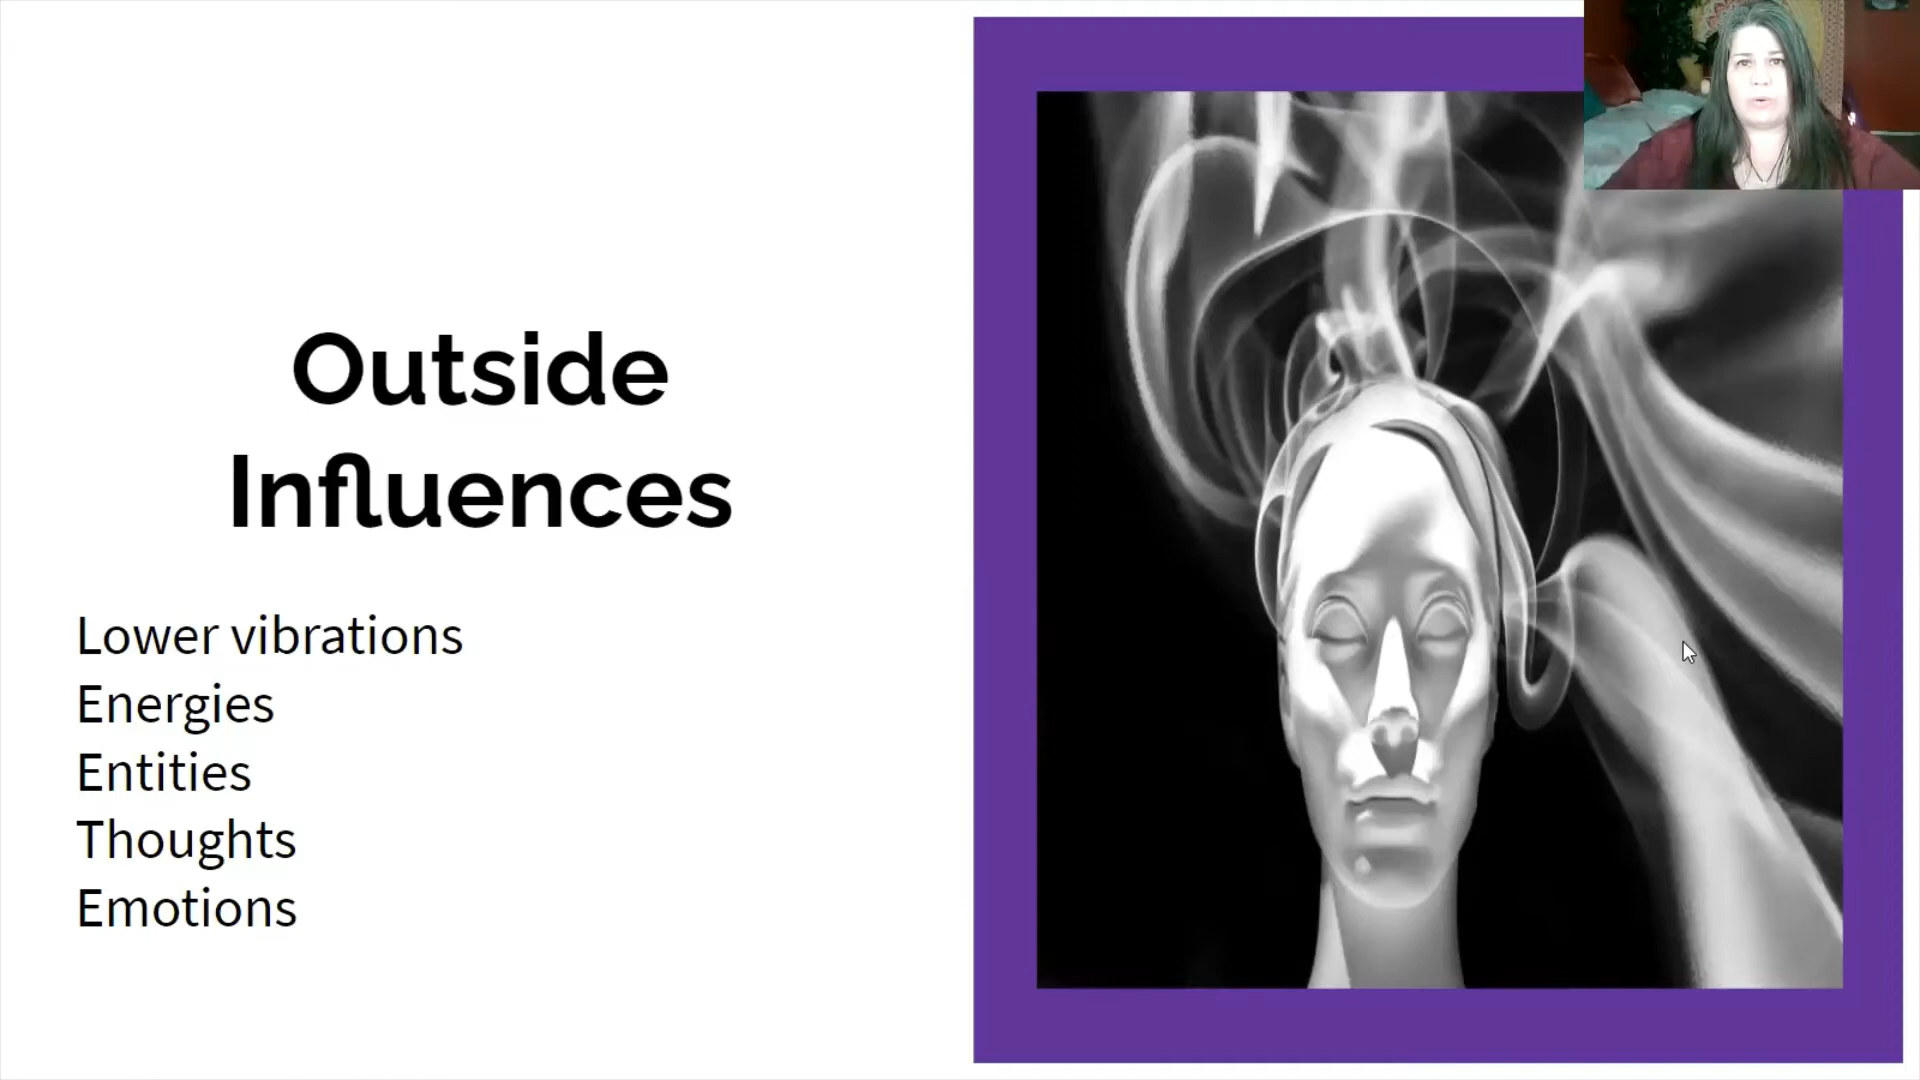 Outside
Influences
Lower vibrations
Energies
Entities
Thoughts
Emotions